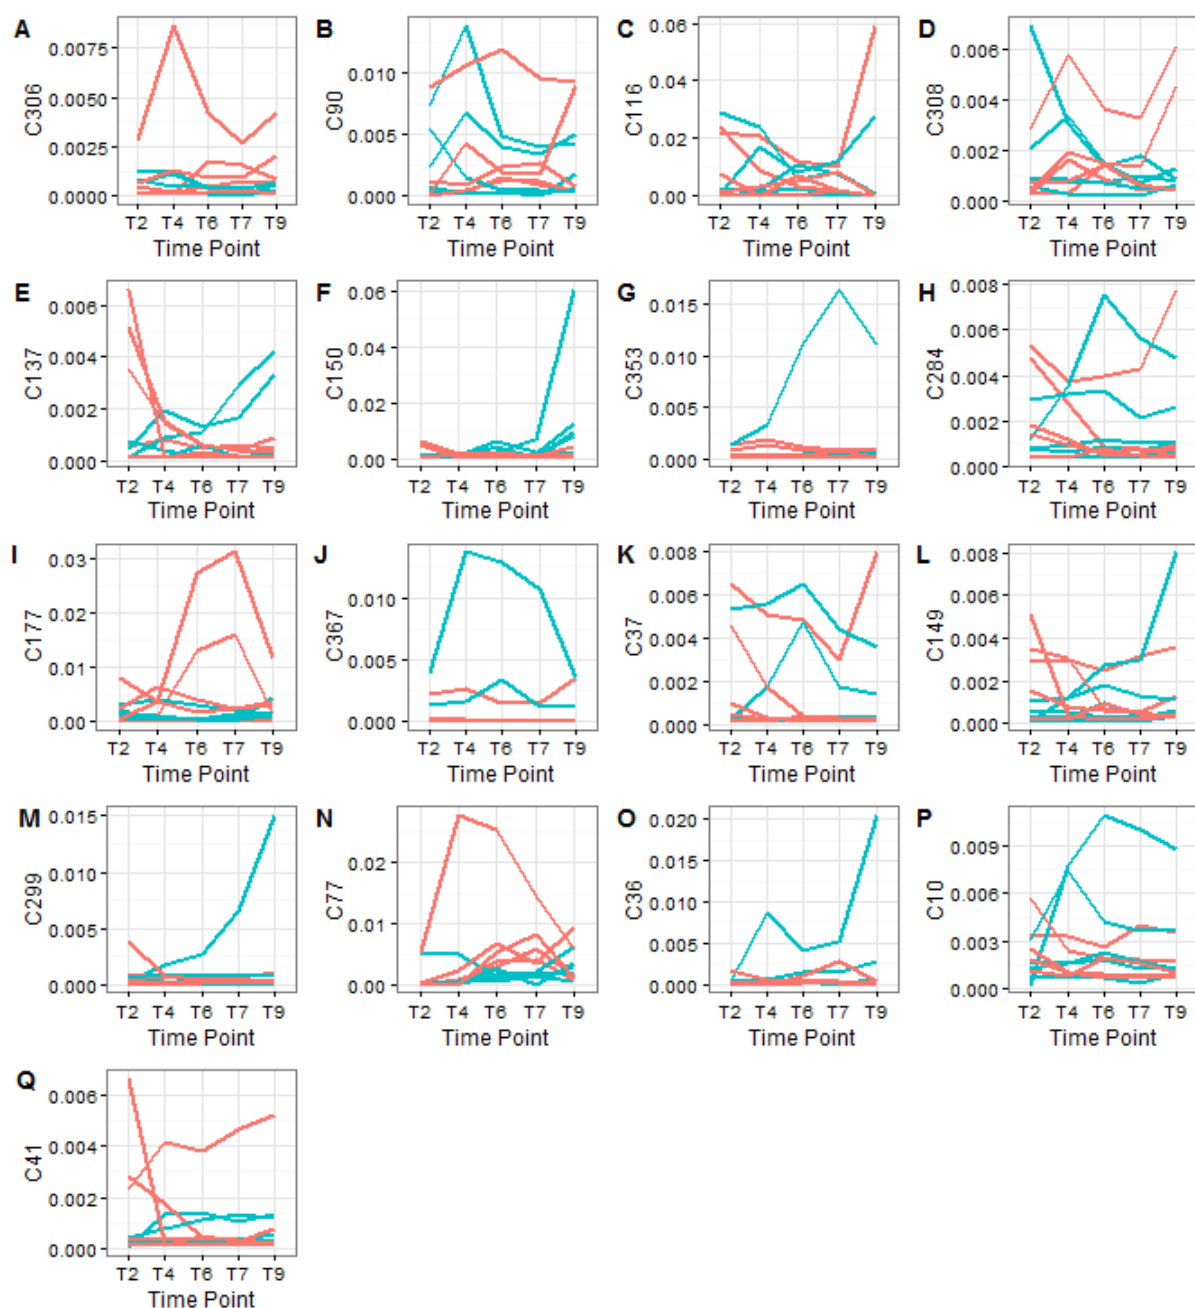 A
C306
0.0075
0.0050
0.0025
0.0000
T2 T4 T6 T7 T9
Time Point
B
C90
0.010
0.005
0.000
T2 T4 T6 T7 T9
Time Point
C
C116
0.06
0.04
0.02
0.00
T2 T4 T6 T7 T9
Time Point
D
C308
0.006
0.004
0.002
0.000
T2 T4 T6 T7 T9
Time Point
E
C137
0.006
0.004
0.002
0.000
T2 T4 T6 T7 T9
Time Point
F
C150
0.06
0.04
0.02
0.00
T2 T4 T6 T7 T9
Time Point
G
C353
0.015
0.010
0.005
0.000
T2 T4 T6 T7 T9
Time Point
H
C284
0.008
0.006
0.004
0.002
0.000
T2 T4 T6 T7 T9
Time Point
I
C177
0.03
0.02
0.01
0.00
T2 T4 T6 T7 T9
Time Point
J
C367
0.010
0.005
0.000
T2 T4 T6 T7 T9
Time Point
K
C37
0.008
0.006
0.004
0.002
0.000
T2 T4 T6 T7 T9
Time Point
L
C149
0.008
0.006
0.004
0.002
0.000
T2 T4 T6 T7 T9
Time Point
M
C299
0.015
0.010
0.005
0.000
T2 T4 T6 T7 T9
Time Point
N
C77
0.02
0.01
0.00
T2 T4 T6 T7 T9
Time Point
O
C36
0.020
0.015
0.010
0.005
0.000
T2 T4 T6 T7 T9
Time Point
P
C10
0.009
0.006
0.003
0.000
T2 T4 T6 T7 T9
Time Point
Q
C41
0.006
0.004
0.002
0.000
T2 T4 T6 T7 T9
Time Point